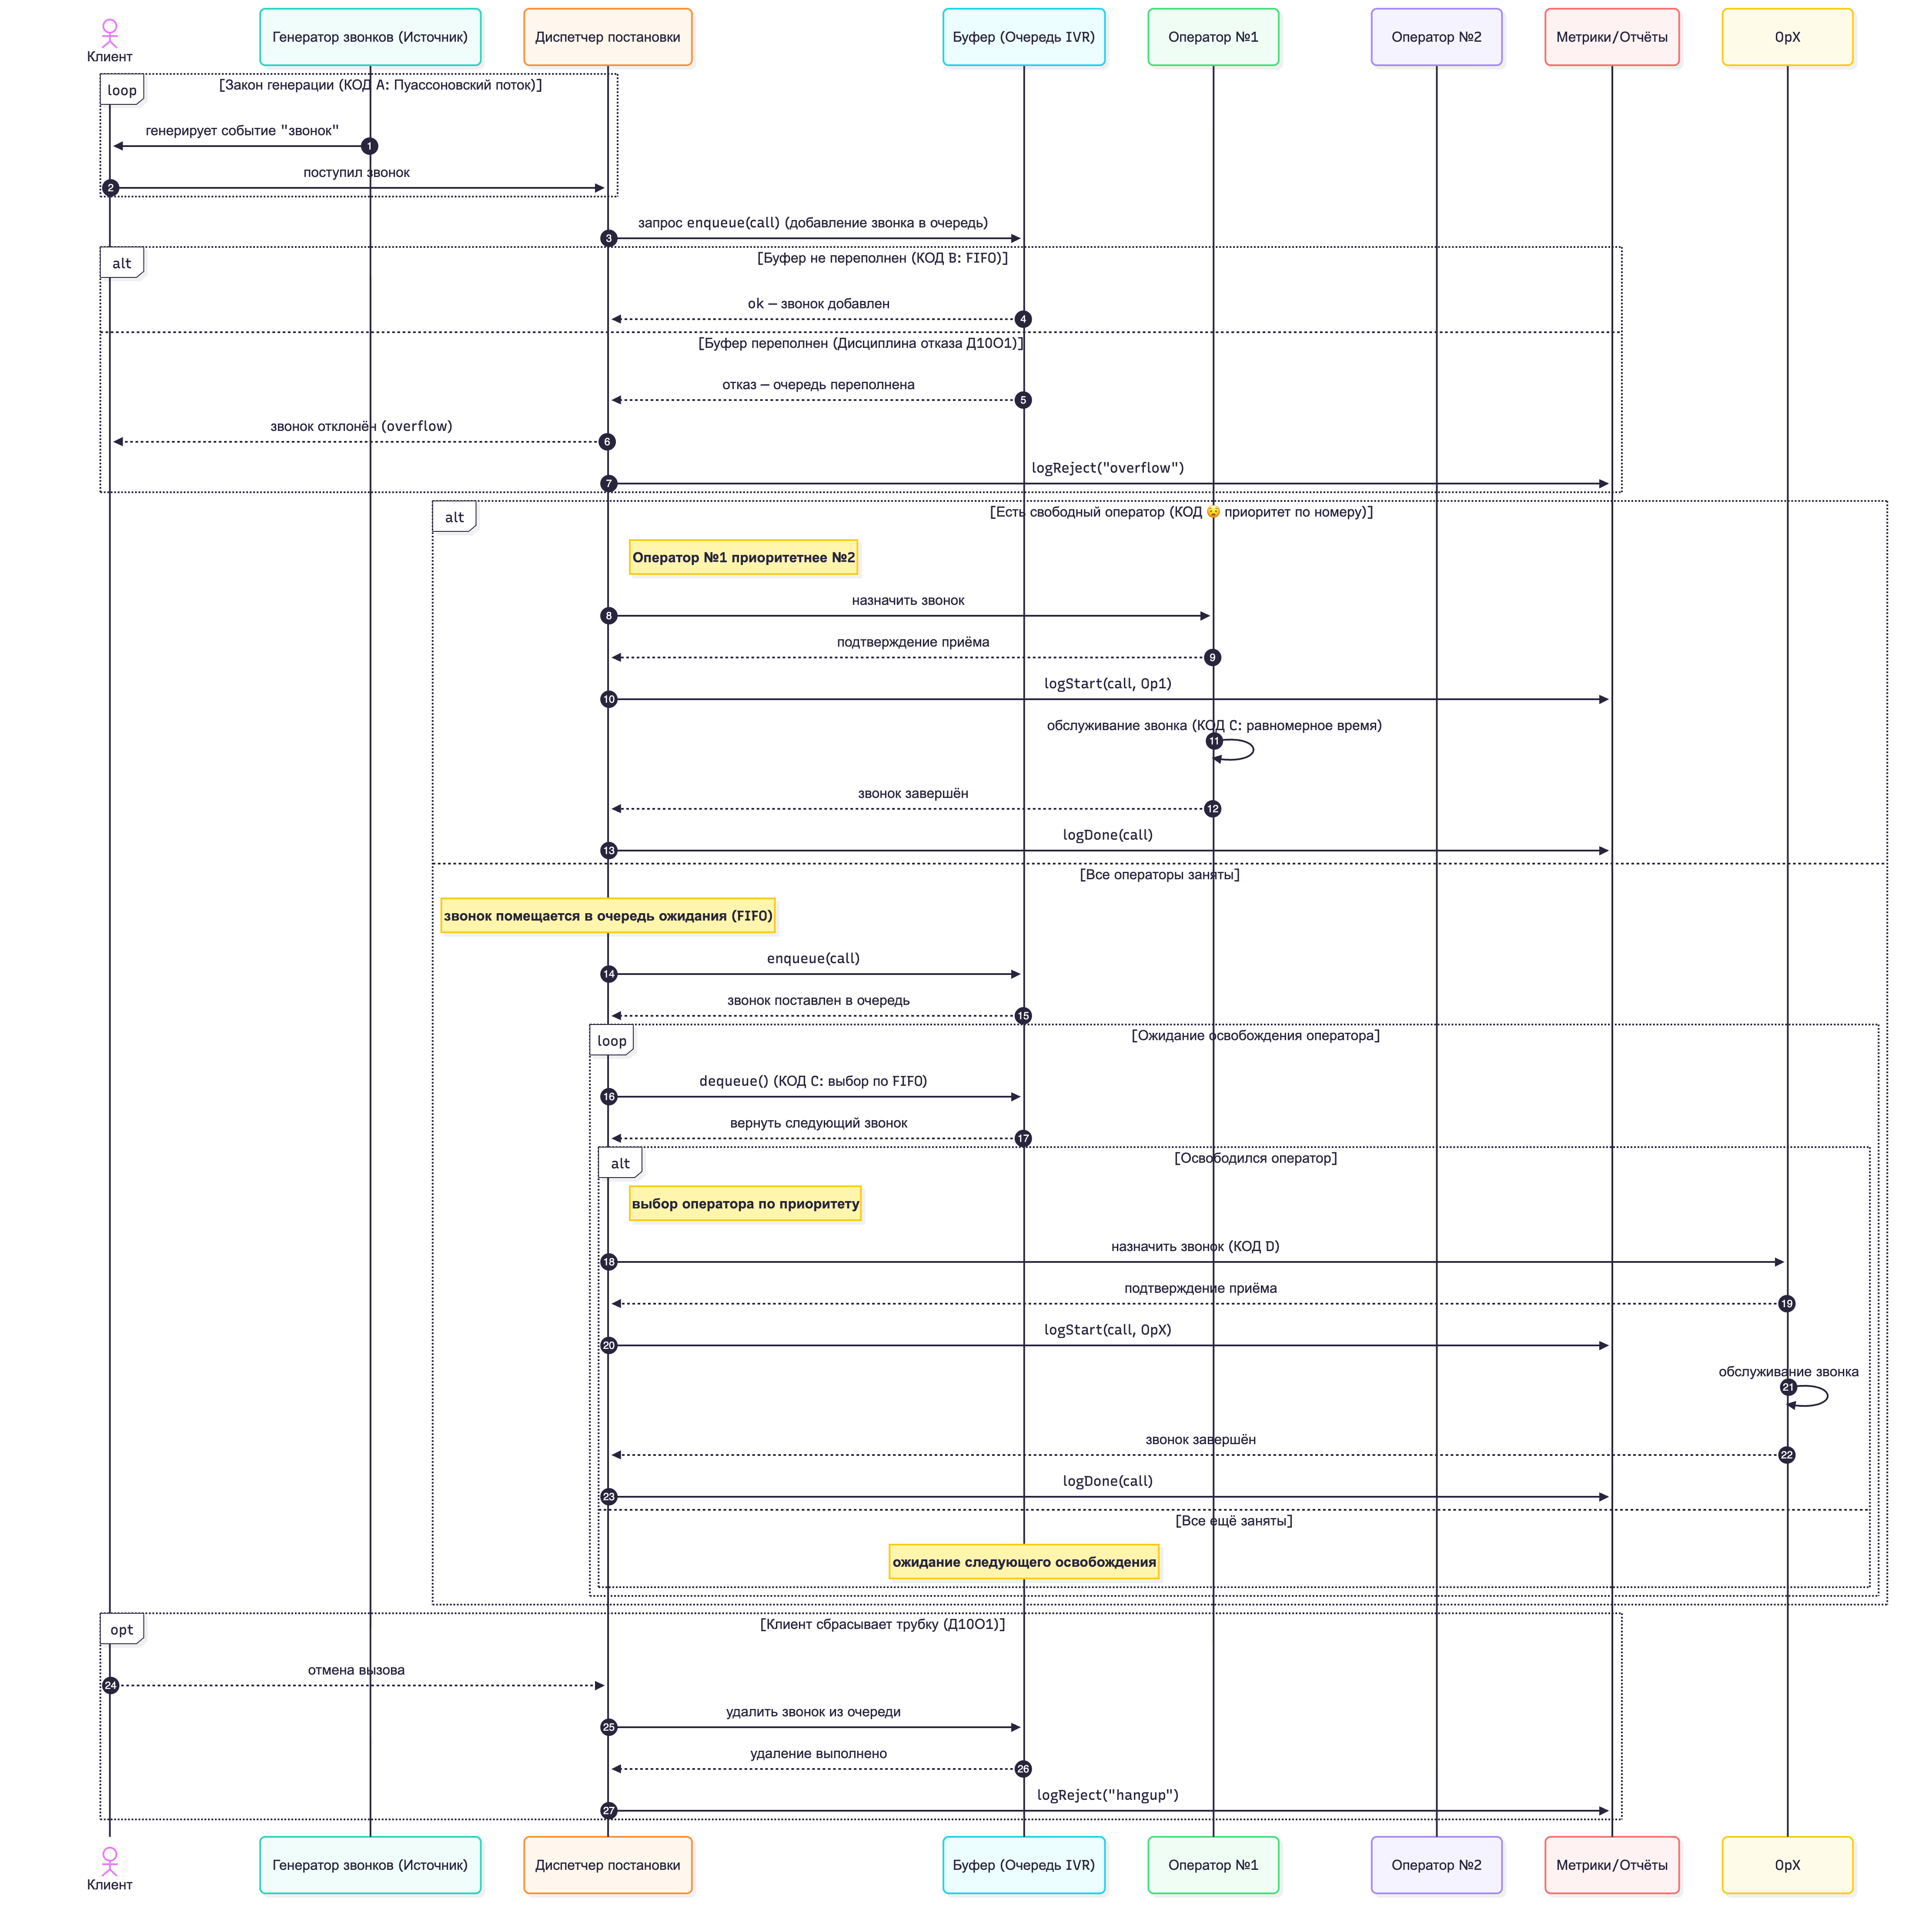 Клиент
Генератор звонков (Источник)
Диспетчер постановки
Буфер (Очередь IVR)
Оператор №1
Оператор №2
Метрики/Отчёты
OpX
loop
[Закон генерации (КОД A: Пуассоновский поток)]
генерирует событие "звонок"
1
поступил звонок
2
запрос enqueue(call) (добавление звонка в очередь)
3
alt
[Буфер не переполнен (КОД B: FIFO)]
ok – звонок добавлен
4
[Буфер переполнен (Дисциплина отказа Д10О1)]
отказ – очередь переполнена
5
звонок отклонён (overflow)
6
logReject("overflow")
7
alt
[Есть свободный оператор (КОД 😝 приоритет по номеру)]
Оператор №1 приоритетнее №2
назначить звонок
8
подтверждение приёма
9
logStart(call, Op1)
10
обслуживание звонка (КОД C: равномерное время)
11
звонок завершён
12
logDone(call)
13
[Все операторы заняты]
звонок помещается в очередь ожидания (FIFO)
enqueue(call)
14
звонок поставлен в очередь
15
loop
[Ожидание освобождения оператора]
dequeue() (КОД C: выбор по FIFO)
16
вернуть следующий звонок
17
alt
[Освободился оператор]
выбор оператора по приоритету
назначить звонок (КОД D)
18
подтверждение приёма
19
logStart(call, OpX)
20
обслуживание звонка
21
звонок завершён
22
logDone(call)
23
[Все ещё заняты]
ожидание следующего освобождения
opt
[Клиент сбрасывает трубку (Д10О1)]
отмена вызова
24
удалить звонок из очереди
25
удаление выполнено
26
logReject("hangup")
27
Клиент
Генератор звонков (Источник)
Диспетчер постановки
Буфер (Очередь IVR)
Оператор №1
Оператор №2
Метрики/Отчёты
OpX